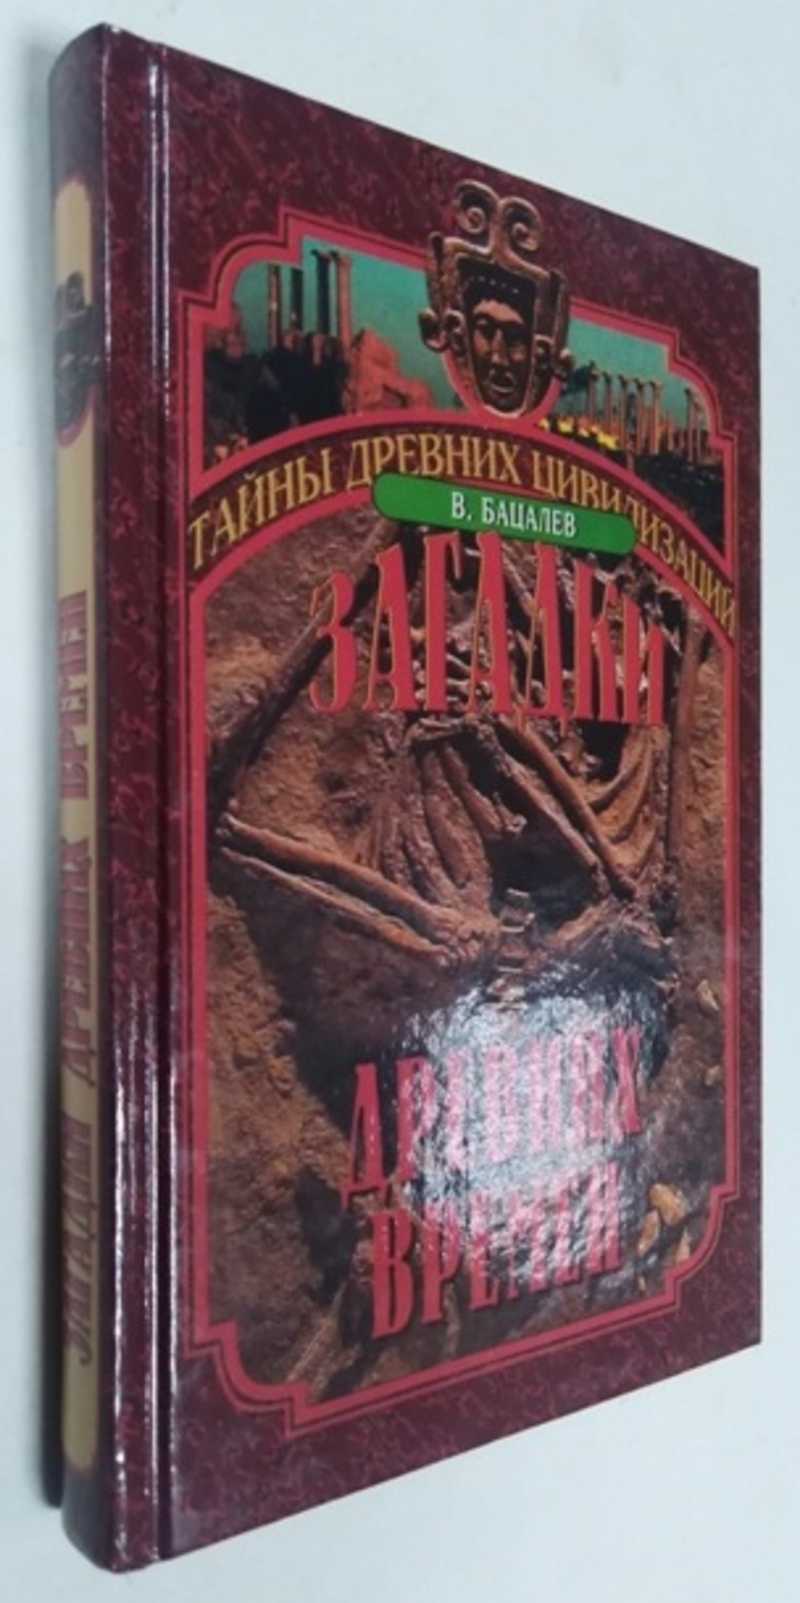 ТАЙНЫ ДРЕВНИХ ЦИВИЛИЗАЦИЙ
В. БАЦАЛЕВ
ЗАГАДКИ
ДРЕВНИХ
ВРЕМЕН
ЗАГАДКИ ДРЕВНИХ ВРЕМЕН